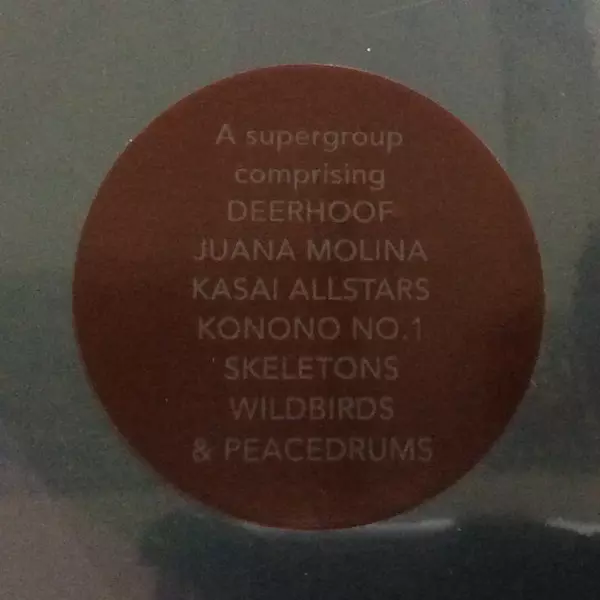 A supergroup
comprising
DEERHOOF
JUANA MOLINA
KASAI ALLSTARS
KONONO NO.1
SKELETONS
WILDBIRDS
& PEACEDRUMS